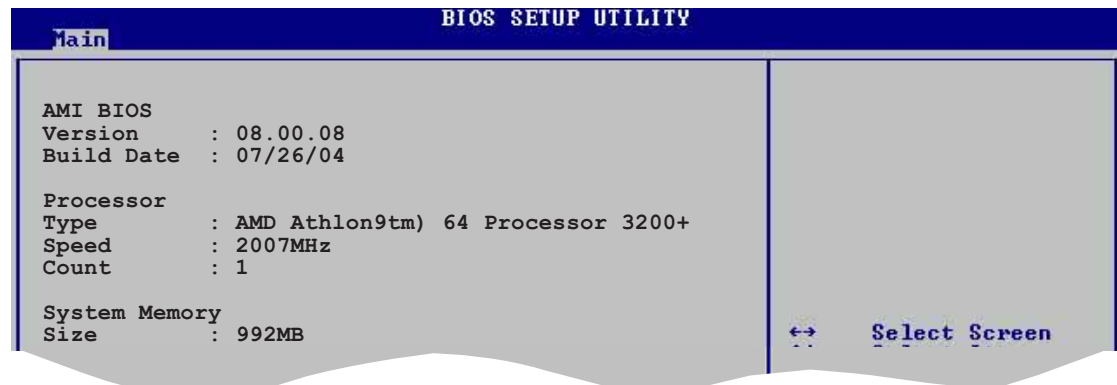 BIOS SETUP UTILITY
Main
AMI BIOS
Version : 08.00.08
Build Date : 07/26/04
Processor
Type : AMD Athlon9tm) 64 Processor 3200+
Speed : 2007MHz
Count : 1
System Memory
Size : 992MB
←→ Select Screen